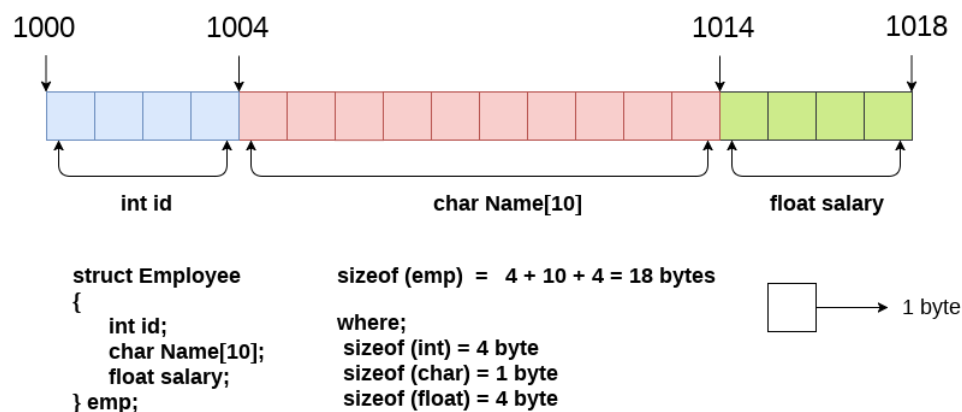 1000 1004 1014 1018
int id char Name[10] float salary
struct Employee
{
int id;
char Name[10];
float salary;
} emp;
sizeof (emp) = 4 + 10 + 4 = 18 bytes
where;
sizeof (int) = 4 byte
sizeof (char) = 1 byte
sizeof (float) = 4 byte
1 byte